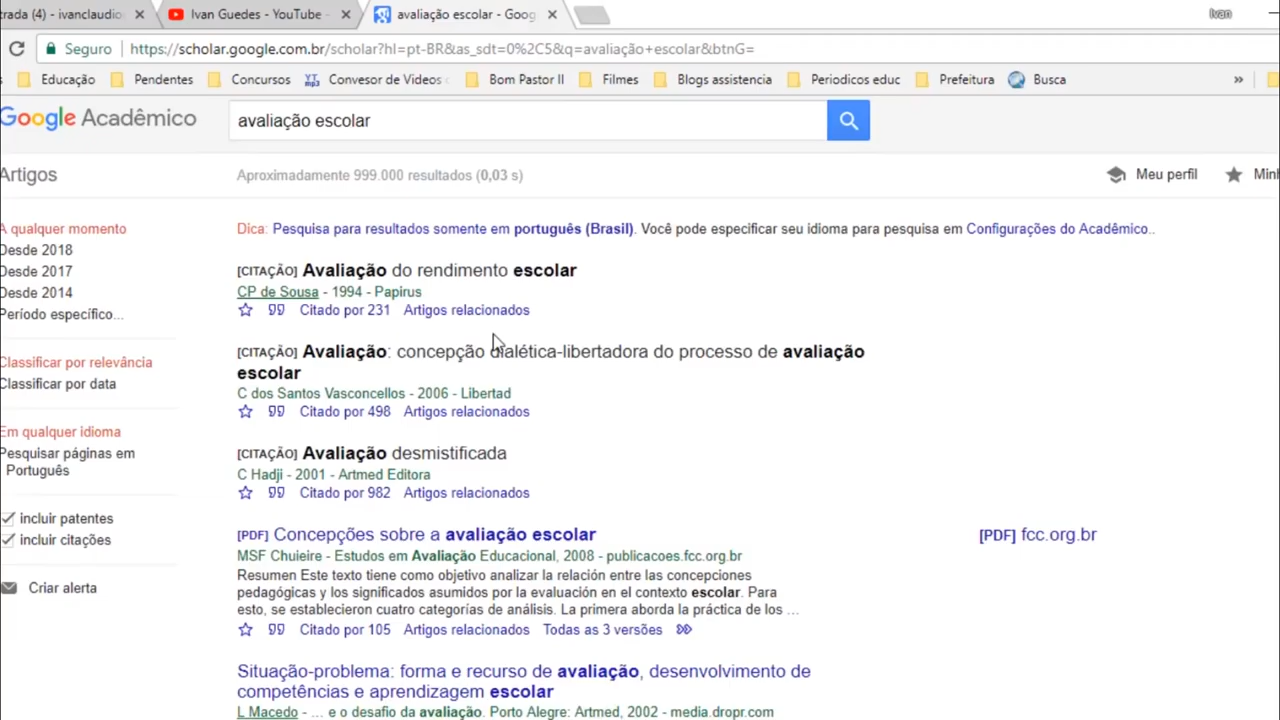 trada (4) - ivanclaudio
Ivan Guedes - YouTube -
avaliação escolar - Goog
Ivan
Seguro
https://scholar.google.com.br/scholar?hl=pt-BR&as_sdt=0%2C5&q=avaliação+escolar&btnG=
Educação
Pendentes
Concursos
YT mp3
Convesor de Videos
Bom Pastor II
Filmes
Blogs assistencia
Periodicos educ
Prefeitura
Busca
»
Google Acadêmico
avaliação escolar
Artigos
Aproximadamente 999.000 resultados (0,03 s)
Meu perfil
Minh
A qualquer momento
Desde 2018
Desde 2017
Desde 2014
Período específico...
Classificar por relevância
Classificar por data
Em qualquer idioma
Pesquisar páginas em
Português
incluir patentes
incluir citações
Criar alerta
Dica: Pesquisa para resultados somente em português (Brasil). Você pode especificar seu idioma para pesquisa em Configurações do Acadêmico..
[CITAÇÃO] Avaliação do rendimento escolar
CP de Sousa - 1994 - Papirus
Citado por 231 Artigos relacionados
[CITAÇÃO] Avaliação: concepção dialética-libertadora do processo de avaliação
escolar
C dos Santos Vasconcellos - 2006 - Libertad
Citado por 498 Artigos relacionados
[CITAÇÃO] Avaliação desmistificada
C Hadji - 2001 - Artmed Editora
Citado por 982 Artigos relacionados
[PDF] Concepções sobre a avaliação escolar
[PDF] fcc.org.br
MSF Chuieire - Estudos em Avaliação Educacional, 2008 - publicacoes.fcc.org.br
Resumen Este texto tiene como objetivo analizar la relación entre las concepciones
pedagógicas y los significados asumidos por la evaluación en el contexto escolar. Para
esto, se establecieron cuatro categorías de análisis. La primera aborda la práctica de los ...
Citado por 105 Artigos relacionados Todas as 3 versões
Situação-problema: forma e recurso de avaliação, desenvolvimento de
competências e aprendizagem escolar
L Macedo - ... e o desafio da avaliação. Porto Alegre: Artmed, 2002 - media.dropr.com